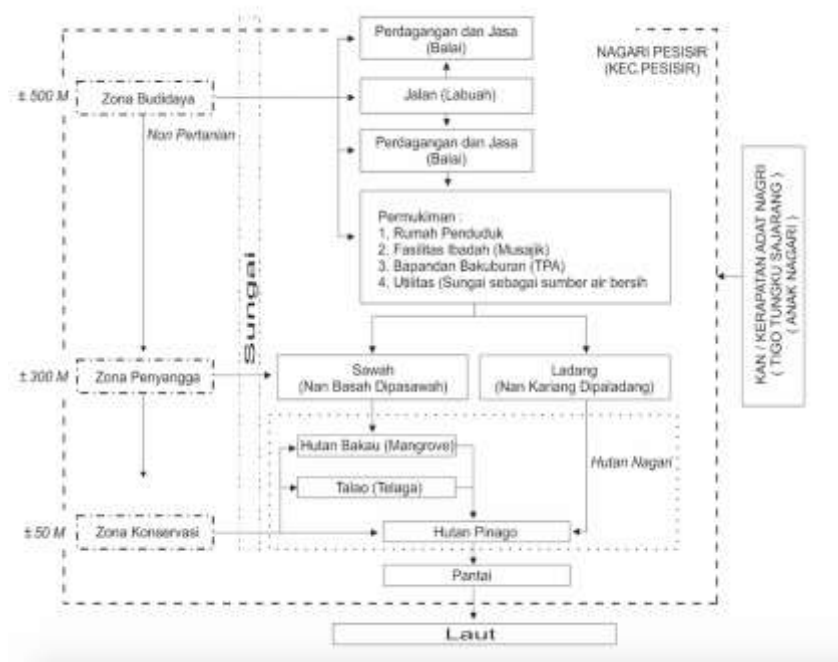 Perdagangan dan Jasa
(Balai)
NAGARI PESISIR
(KEC.PESISIR)
± 500 M
Zona Budidaya
Jalan (Labuah)
Non Pertanian
Perdagangan dan Jasa
(Balai)
Permukiman :
1. Rumah Penduduk
2. Fasilitas Ibadah (Musajik)
3. Bapandan Bakuburan (TPA)
4. Utilitas (Sungai sebagai sumber air bersih
Sungai
KAN / KERAPATAN ADAT NAGRI
( TIGO TUNGKU SAJARANG )
( ANAK NAGARI )
± 300 M
Zona Penyangga
Sawah
(Nan Basah Dipasawah)
Ladang
(Nan Kariang Dipaladang)
Hutan Bakau (Mangrove)
Hutan Nagari
Talao (Telaga)
± 50 M
Zona Konservasi
Hutan Pinago
Pantai
Laut